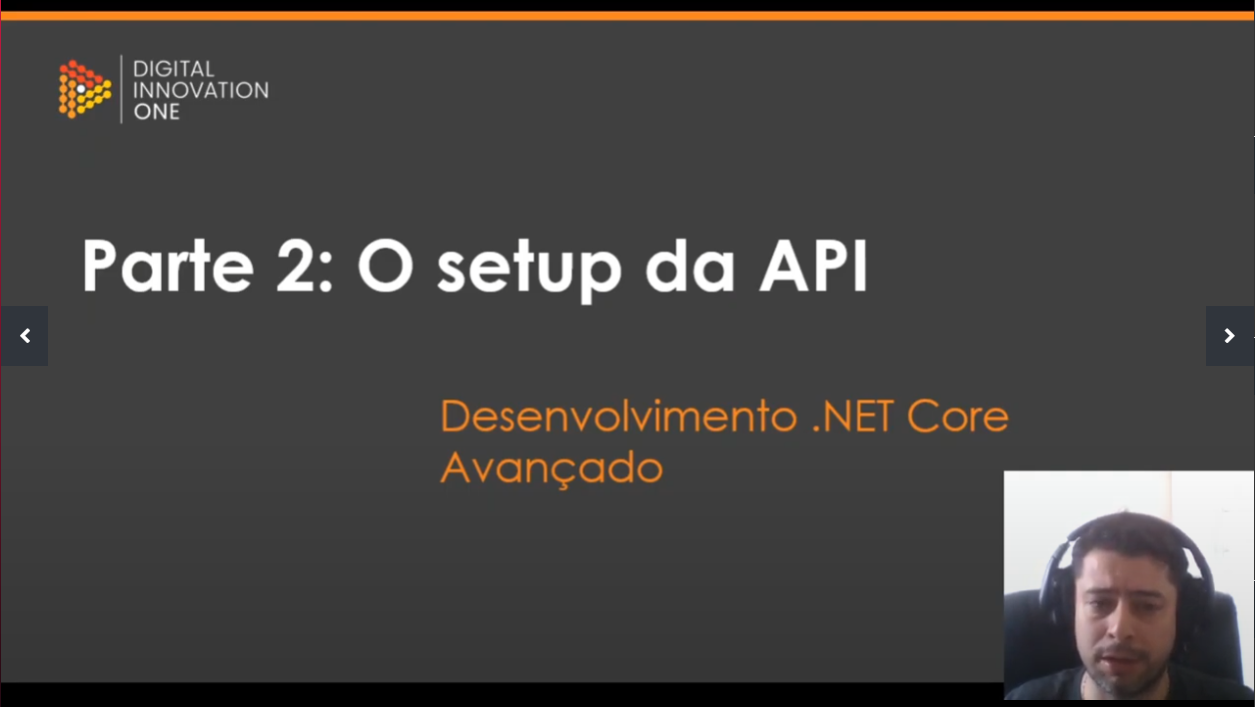 DIGITAL
INNOVATION
ONE
Parte 2: O setup da API
Desenvolvimento .NET Core
Avançado